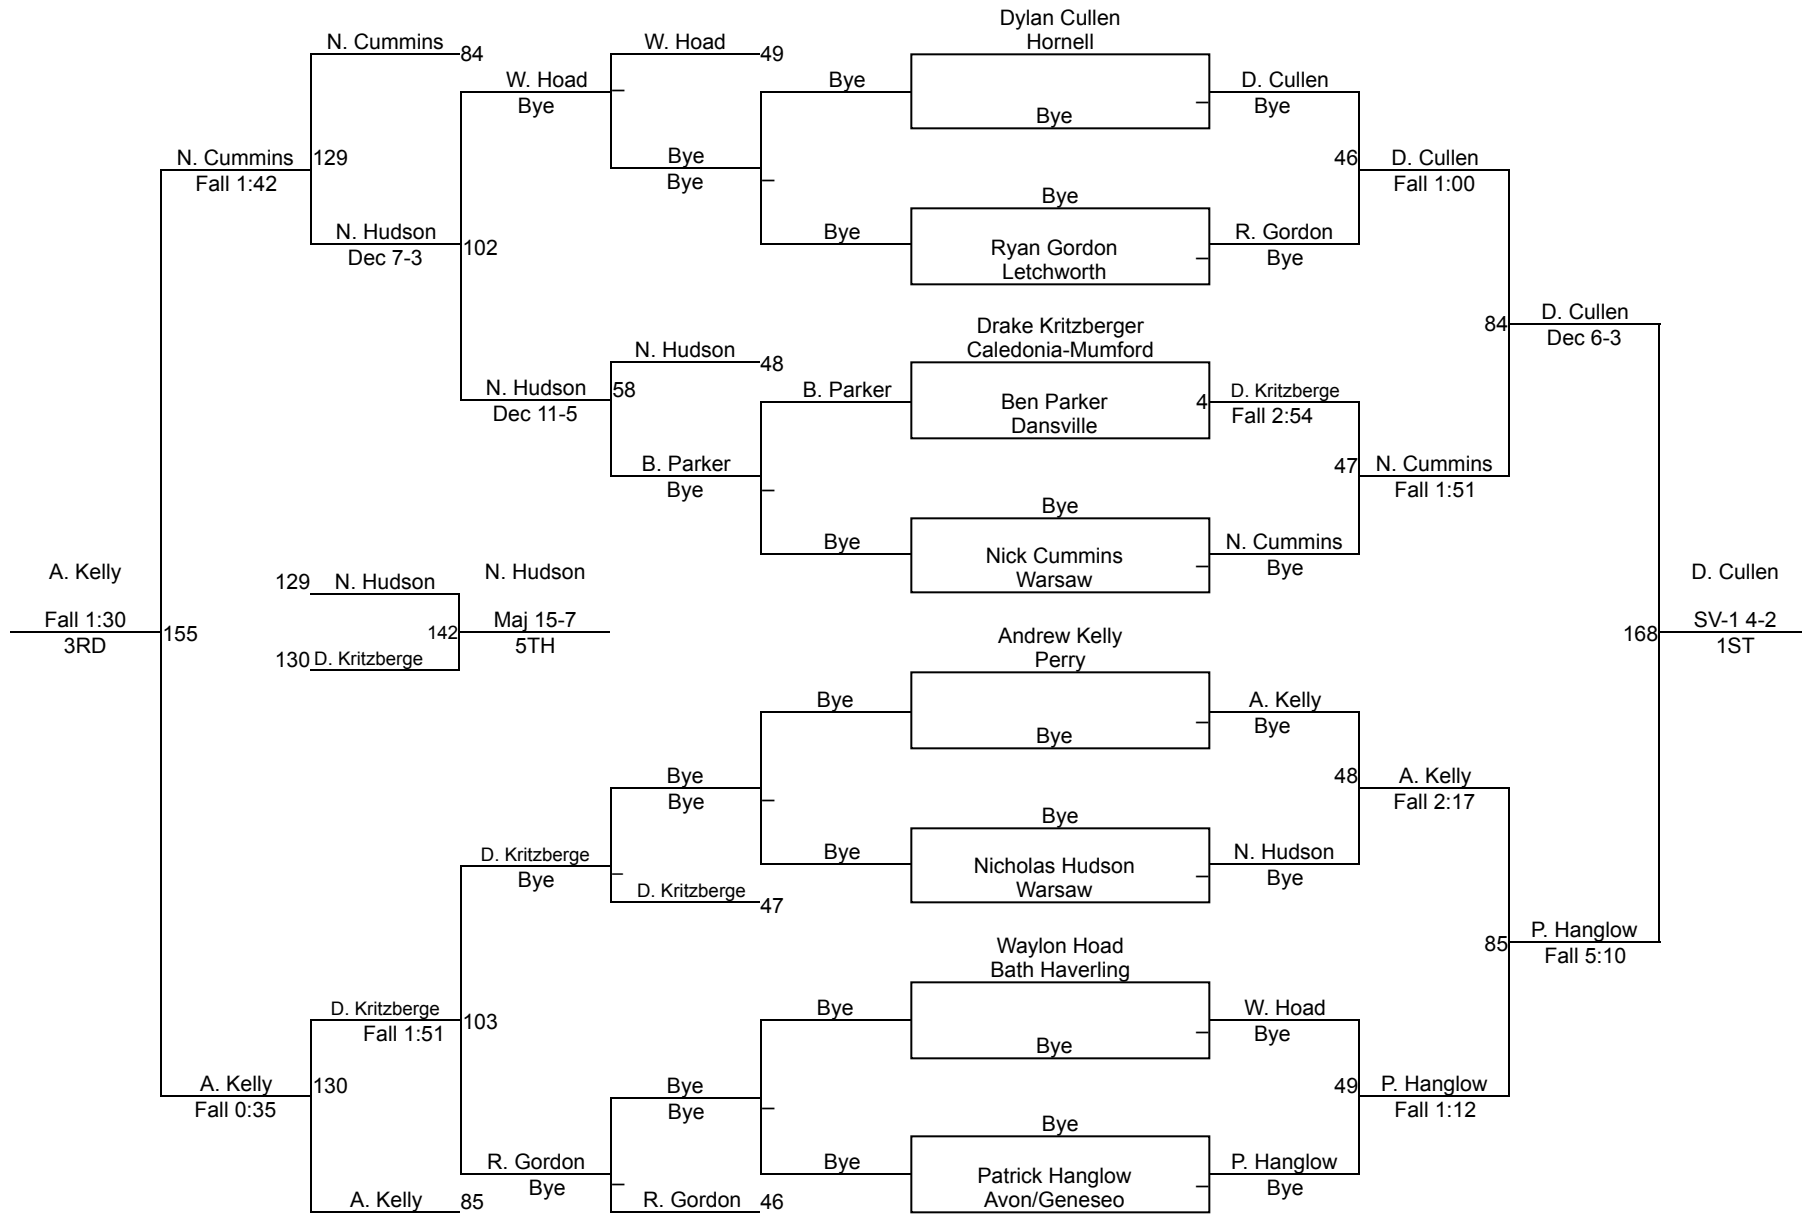 Dylan Cullen
Hornell
N. Cummins
84
W. Hoad
49
W. Hoad
Bye
Bye
Bye
D. Cullen
Bye
N. Cummins
129
Fall 1:42
Bye
Bye
46
D. Cullen
Fall 1:00
Bye
N. Hudson
Dec 7-3
102
Bye
Ryan Gordon
Letchworth
R. Gordon
Bye
Drake Kritzberger
Caledonia-Mumford
84
D. Cullen
Dec 6-3
N. Hudson
48
N. Hudson
58
Dec 11-5
B. Parker
Ben Parker
Dansville
4
D. Kritzberge
Fall 2:54
B. Parker
Bye
47
N. Cummins
Fall 1:51
Bye
Bye
Nick Cummins
Warsaw
N. Cummins
Bye
A. Kelly
Fall 1:30
3RD
155
129
N. Hudson
142
130
D. Kritzberge
N. Hudson
Maj 15-7
5TH
168
D. Cullen
SV-1 4-2
1ST
Andrew Kelly
Perry
Bye
Bye
A. Kelly
Bye
Bye
Bye
48
A. Kelly
Fall 2:17
Bye
D. Kritzberge
Bye
Bye
Nicholas Hudson
Warsaw
N. Hudson
Bye
D. Kritzberge
47
Waylon Hoad
Bath Haverling
85
P. Hanglow
Fall 5:10
D. Kritzberge
Fall 1:51
103
Bye
Bye
W. Hoad
Bye
A. Kelly
130
Fall 0:35
Bye
Bye
49
P. Hanglow
Fall 1:12
Bye
R. Gordon
Bye
Bye
Patrick Hanglow
Avon/Geneseo
P. Hanglow
Bye
A. Kelly
85
R. Gordon
46